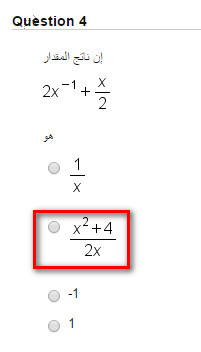 Question 4
إن ناتج المقدار
2x⁻¹ + x/2
هو
1/x
(x²+4)/2x
-1
1